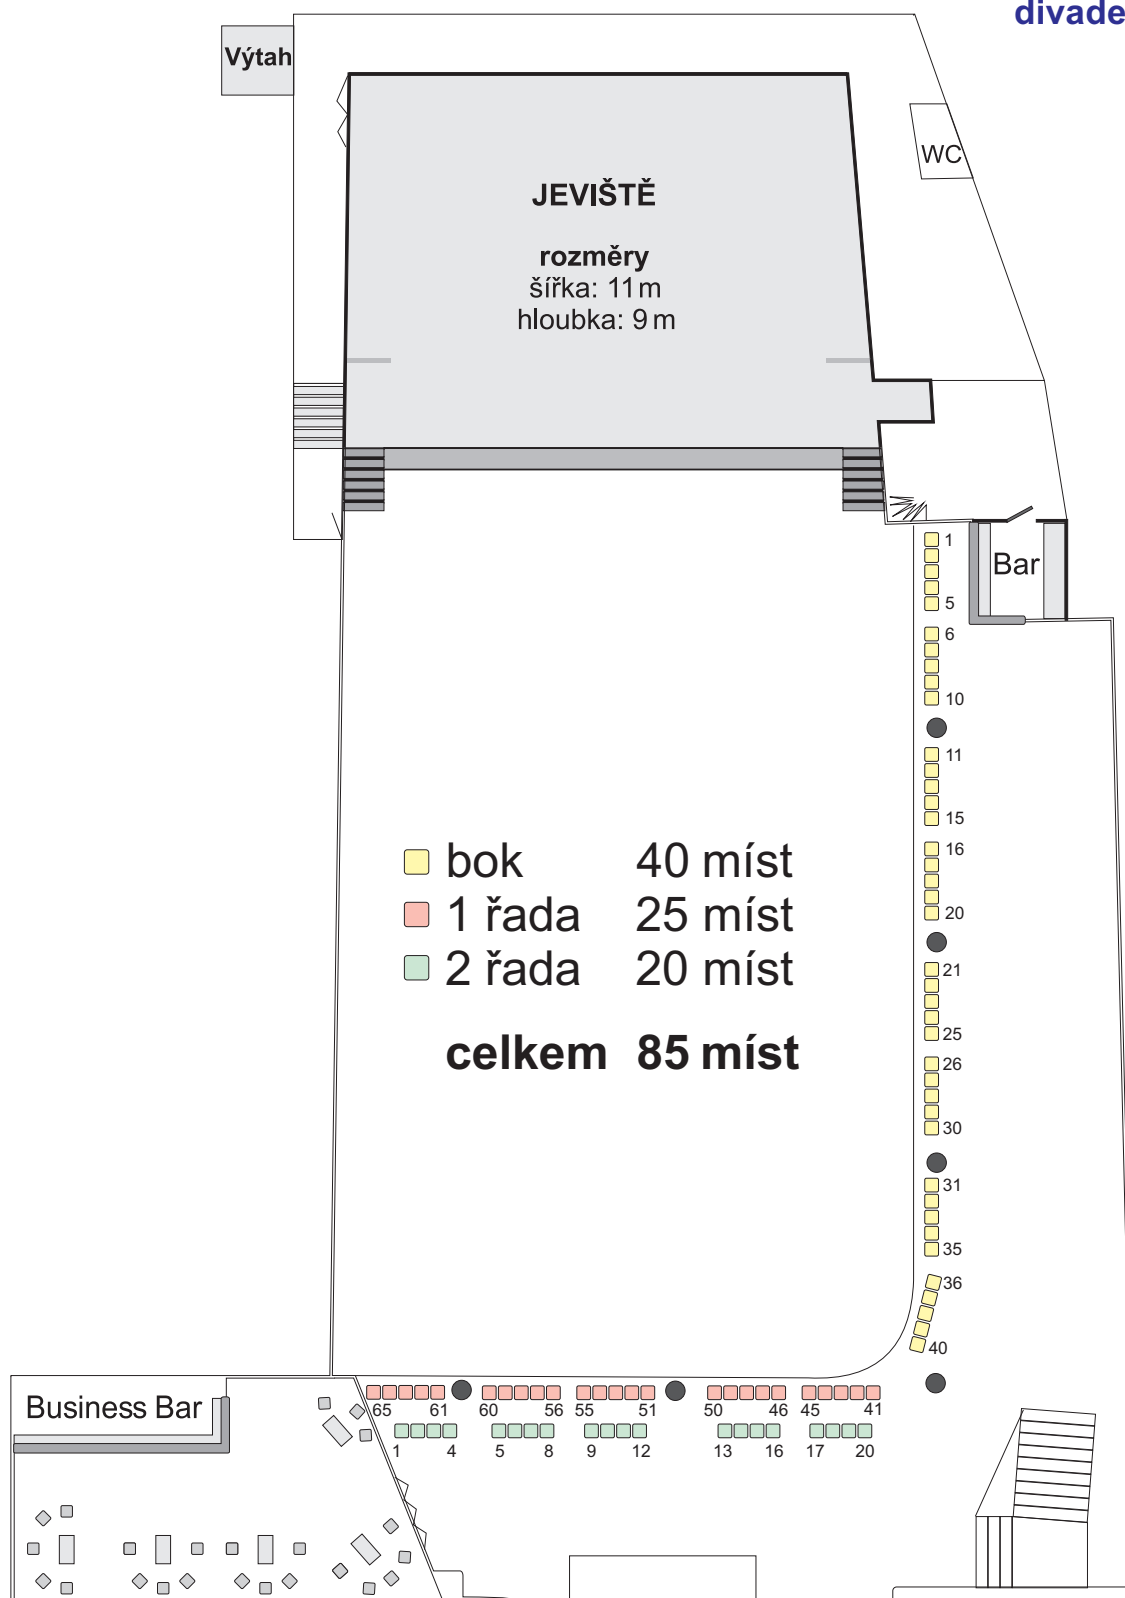 divade
Výtah
WC
JEVIŠTĚ
rozměry
šířka: 11 m
hloubka: 9 m
Bar
1
5
6
10
11
15
16
20
21
25
26
30
31
35
36
40
bok 40 míst
1 řada 25 míst
2 řada 20 míst
celkem 85 míst
Business Bar
65 61 60 56 55 51 50 46 45 41
1 4 5 8 9 12 13 16 17 20